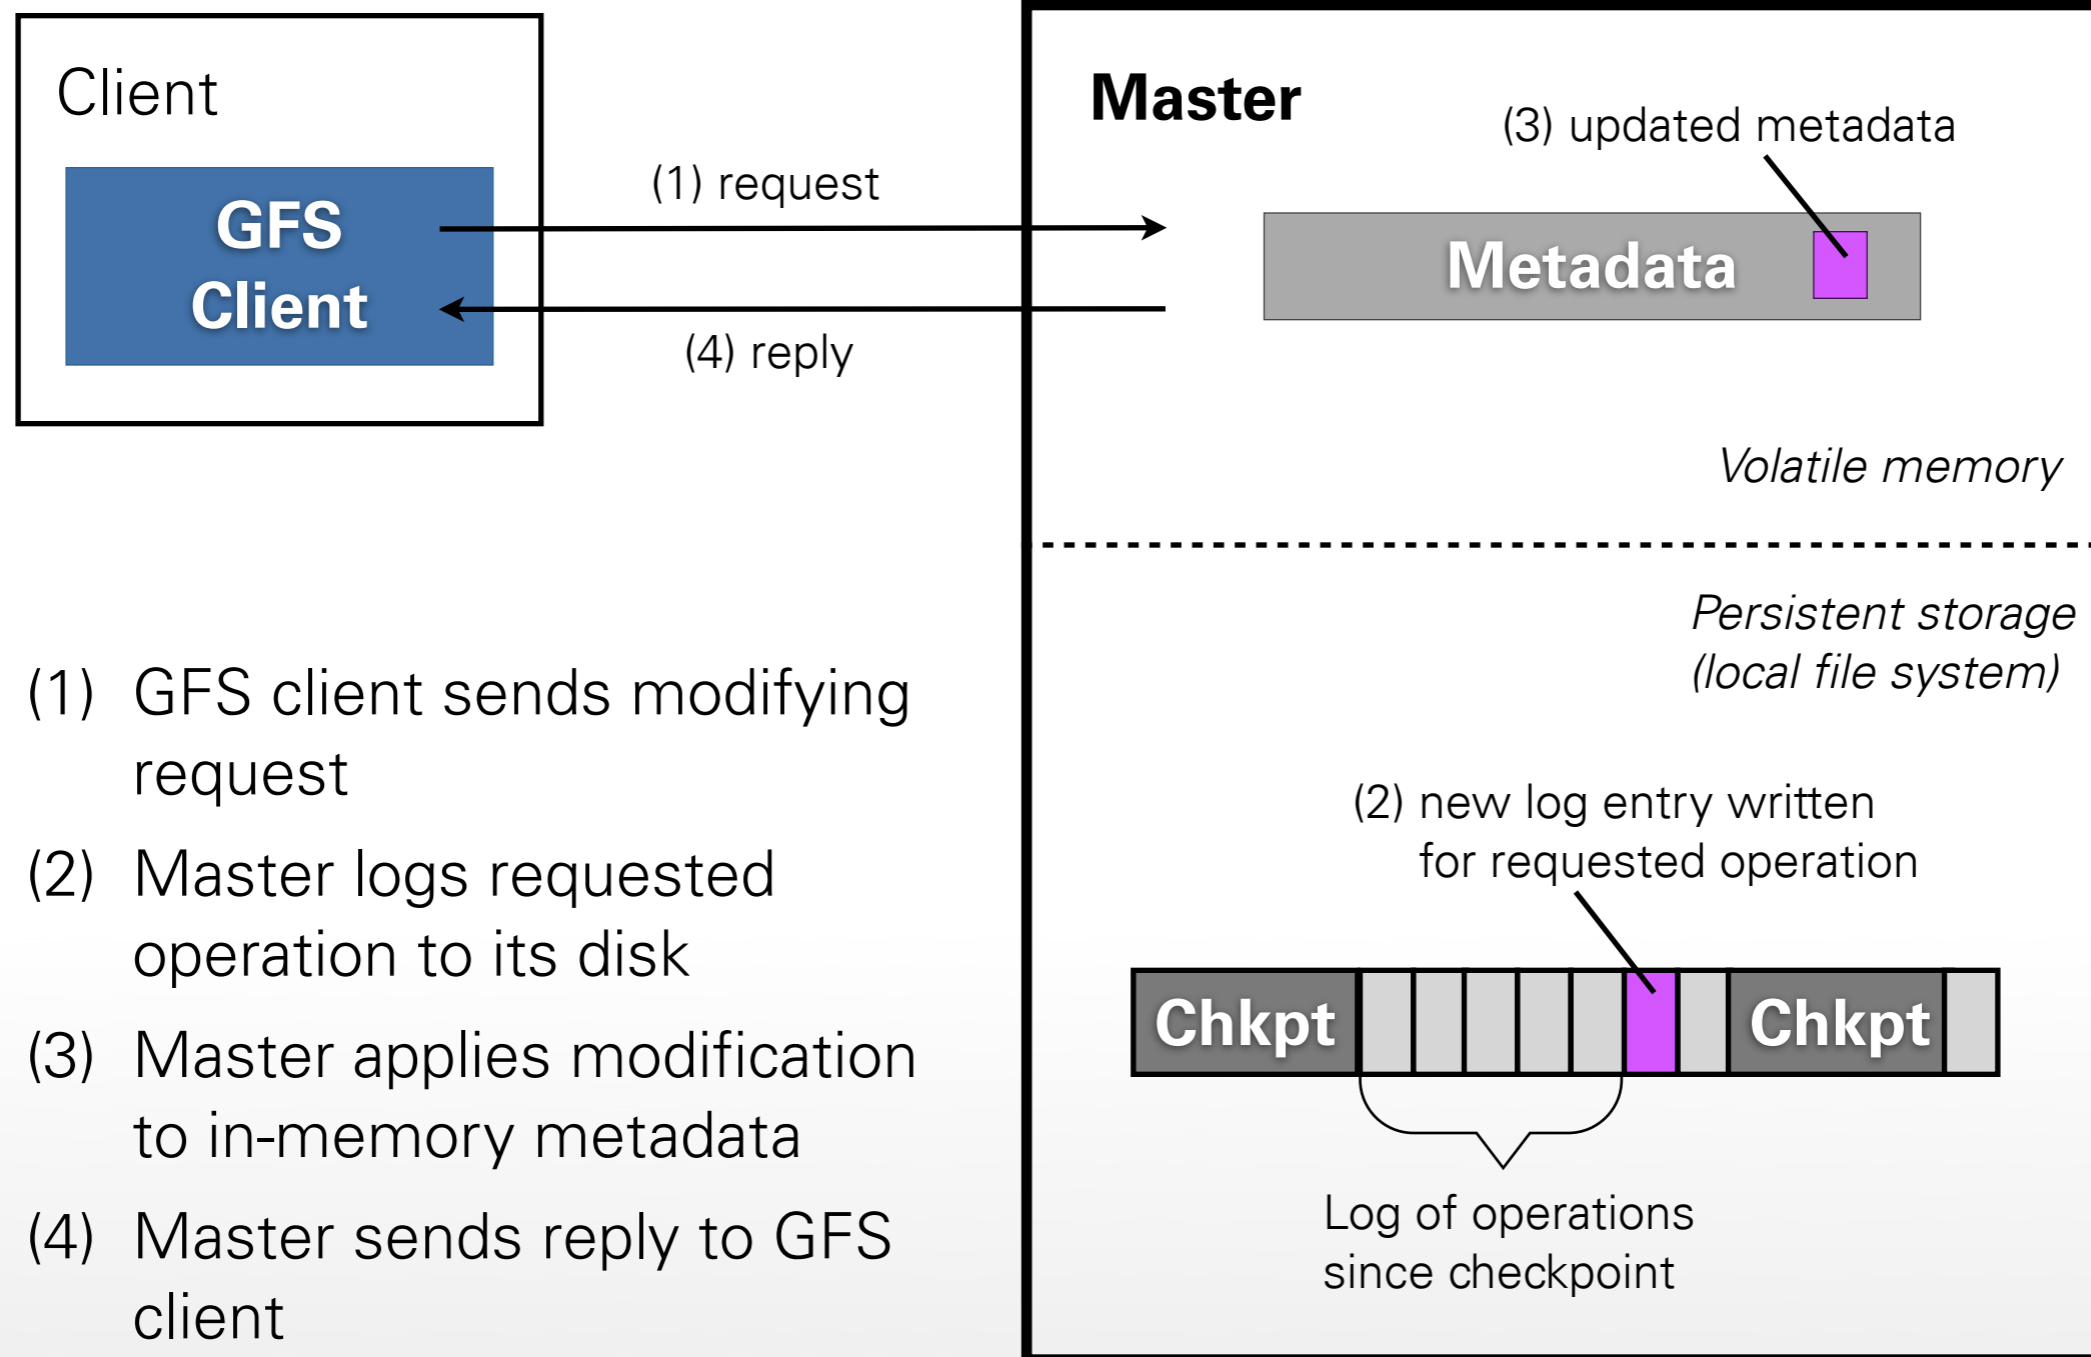 Client
GFS
Client
(1) request
(4) reply
Master
(3) updated metadata
Metadata
Volatile memory
Persistent storage
(local file system)
(1) GFS client sends modifying
request
(2) Master logs requested
operation to its disk
(3) Master applies modification
to in-memory metadata
(4) Master sends reply to GFS
client
(2) new log entry written
for requested operation
Chkpt
Chkpt
Log of operations
since checkpoint